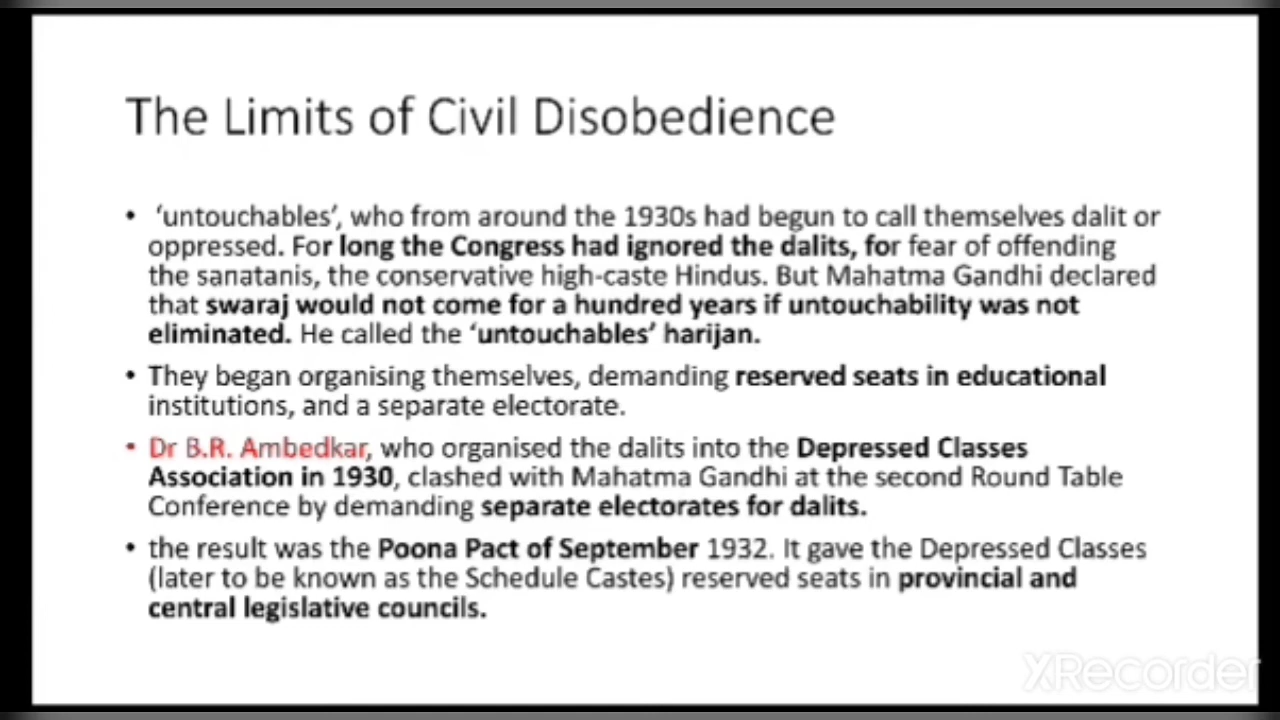 The Limits of Civil Disobedience
• ‘untouchables’, who from around the 1930s had begun to call themselves dalit or
oppressed. For long the Congress had ignored the dalits, for fear of offending
the sanatanis, the conservative high-caste Hindus. But Mahatma Gandhi declared
that swaraj would not come for a hundred years if untouchability was not
eliminated. He called the ‘untouchables’ harijan.
• They began organising themselves, demanding reserved seats in educational
institutions, and a separate electorate.
• Dr B.R. Ambedkar, who organised the dalits into the Depressed Classes
Association in 1930, clashed with Mahatma Gandhi at the second Round Table
Conference by demanding separate electorates for dalits.
• the result was the Poona Pact of September 1932. It gave the Depressed Classes
(later to be known as the Schedule Castes) reserved seats in provincial and
central legislative councils.
XRecorder